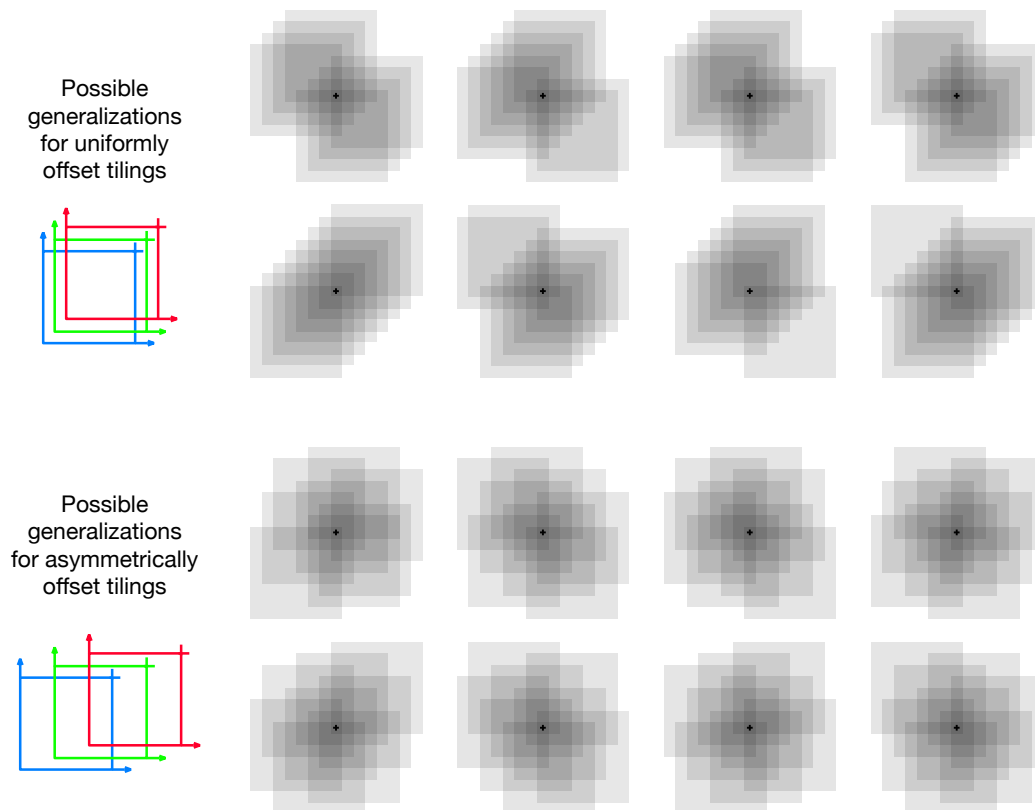 Possible
generalizations
for uniformly
offset tilings
Possible
generalizations
for asymmetrically
offset tilings